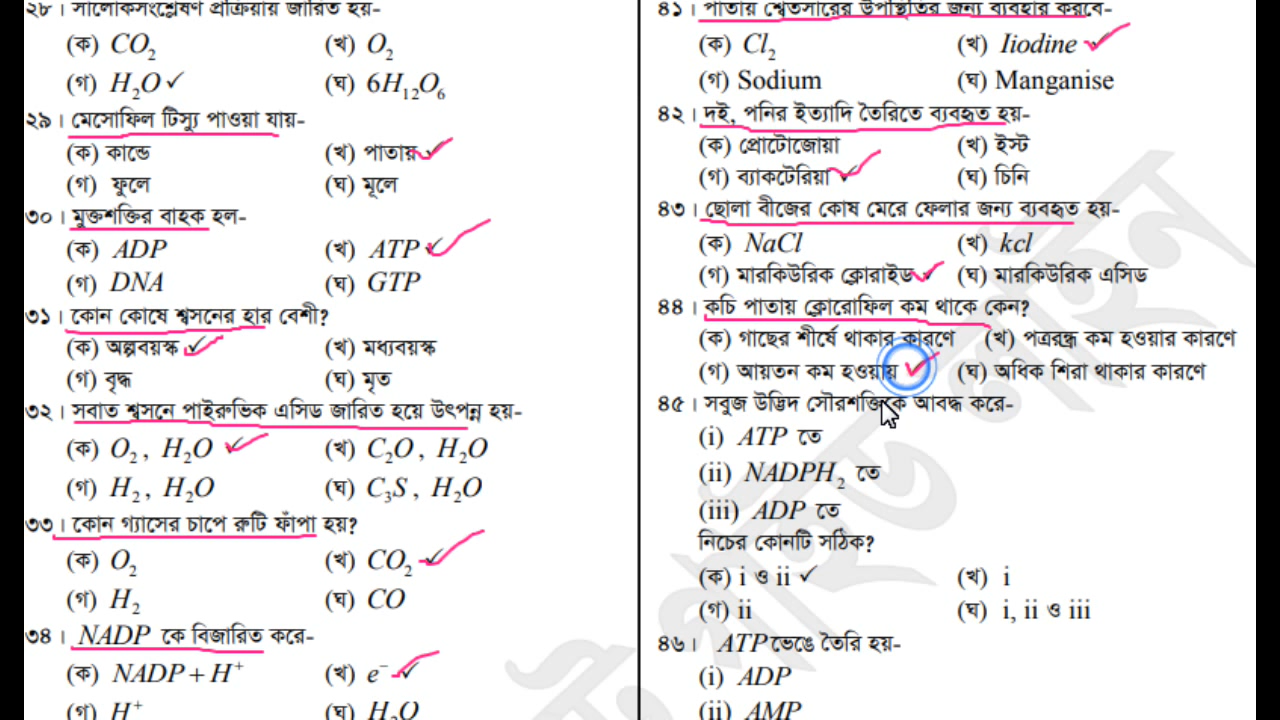 ২৮। সালোকসংশ্লেষণ প্রক্রিয়ায় জারিত হয়-
(ক) CO₂ (খ) O₂
(গ) H₂O ✓ (ঘ) 6H₁₂O₆
২৯। মেসোফিল টিস্যু পাওয়া যায়-
(ক) কান্ডে (খ) পাতায় ✓
(গ) ফুলে (ঘ) মূলে
৩০। মুক্তশক্তির বাহক হল-
(ক) ADP (খ) ATP ✓
(গ) DNA (ঘ) GTP
৩১। কোন কোষে শ্বসনের হার বেশী?
(ক) অল্পবয়স্ক ✓ (খ) মধ্যবয়স্ক
(গ) বৃদ্ধ (ঘ) মৃত
৩২। সবাত শ্বসনে পাইরুভিক এসিড জারিত হয়ে উৎপন্ন হয়-
(ক) O₂ , H₂O ✓ (খ) C₂O , H₂O
(গ) H₂ , H₂O (ঘ) C₃S , H₂O
৩৩। কোন গ্যাসের চাপে রুটি ফাঁপা হয়?
(ক) O₂ (খ) CO₂ ✓
(গ) H₂ (ঘ) CO
৩৪। NADP কে বিজারিত করে-
(ক) NADP + H⁺ (খ) e⁻ ✓
(গ) H⁺ (ঘ) H₂O
৪১। পাতায় শ্বেতসারের উপস্থিতির জন্য ব্যবহার করবে-
(ক) Cl₂ (খ) Iiodine ✓
(গ) Sodium (ঘ) Manganise
৪২। দই, পনির ইত্যাদি তৈরিতে ব্যবহৃত হয়-
(ক) প্রোটোজোয়া (খ) ইস্ট
(গ) ব্যাকটেরিয়া ✓ (ঘ) চিনি
৪৩। ছোলা বীজের কোষ মেরে ফেলার জন্য ব্যবহৃত হয়-
(ক) NaCl (খ) kcl
(গ) মারকিউরিক ক্লোরাইড ✓ (ঘ) মারকিউরিক এসিড
৪৪। কচি পাতায় ক্লোরোফিল কম থাকে কেন?
(ক) গাছের শীর্ষে থাকার কারণে (খ) পত্ররন্ধ্র কম হওয়ার কারণে
(গ) আয়তন কম হওয়ায় ✓ (ঘ) অধিক শিরা থাকার কারণে
৪৫। সবুজ উদ্ভিদ সৌরশক্তিকে আবদ্ধ করে-
(i) ATP তে
(ii) NADPH₂ তে
(iii) ADP তে
নিচের কোনটি সঠিক?
(ক) i ও ii ✓ (খ) i
(গ) ii (ঘ) i, ii ও iii
৪৬। ATP ভেঙে তৈরি হয়-
(i) ADP
(ii) AMP